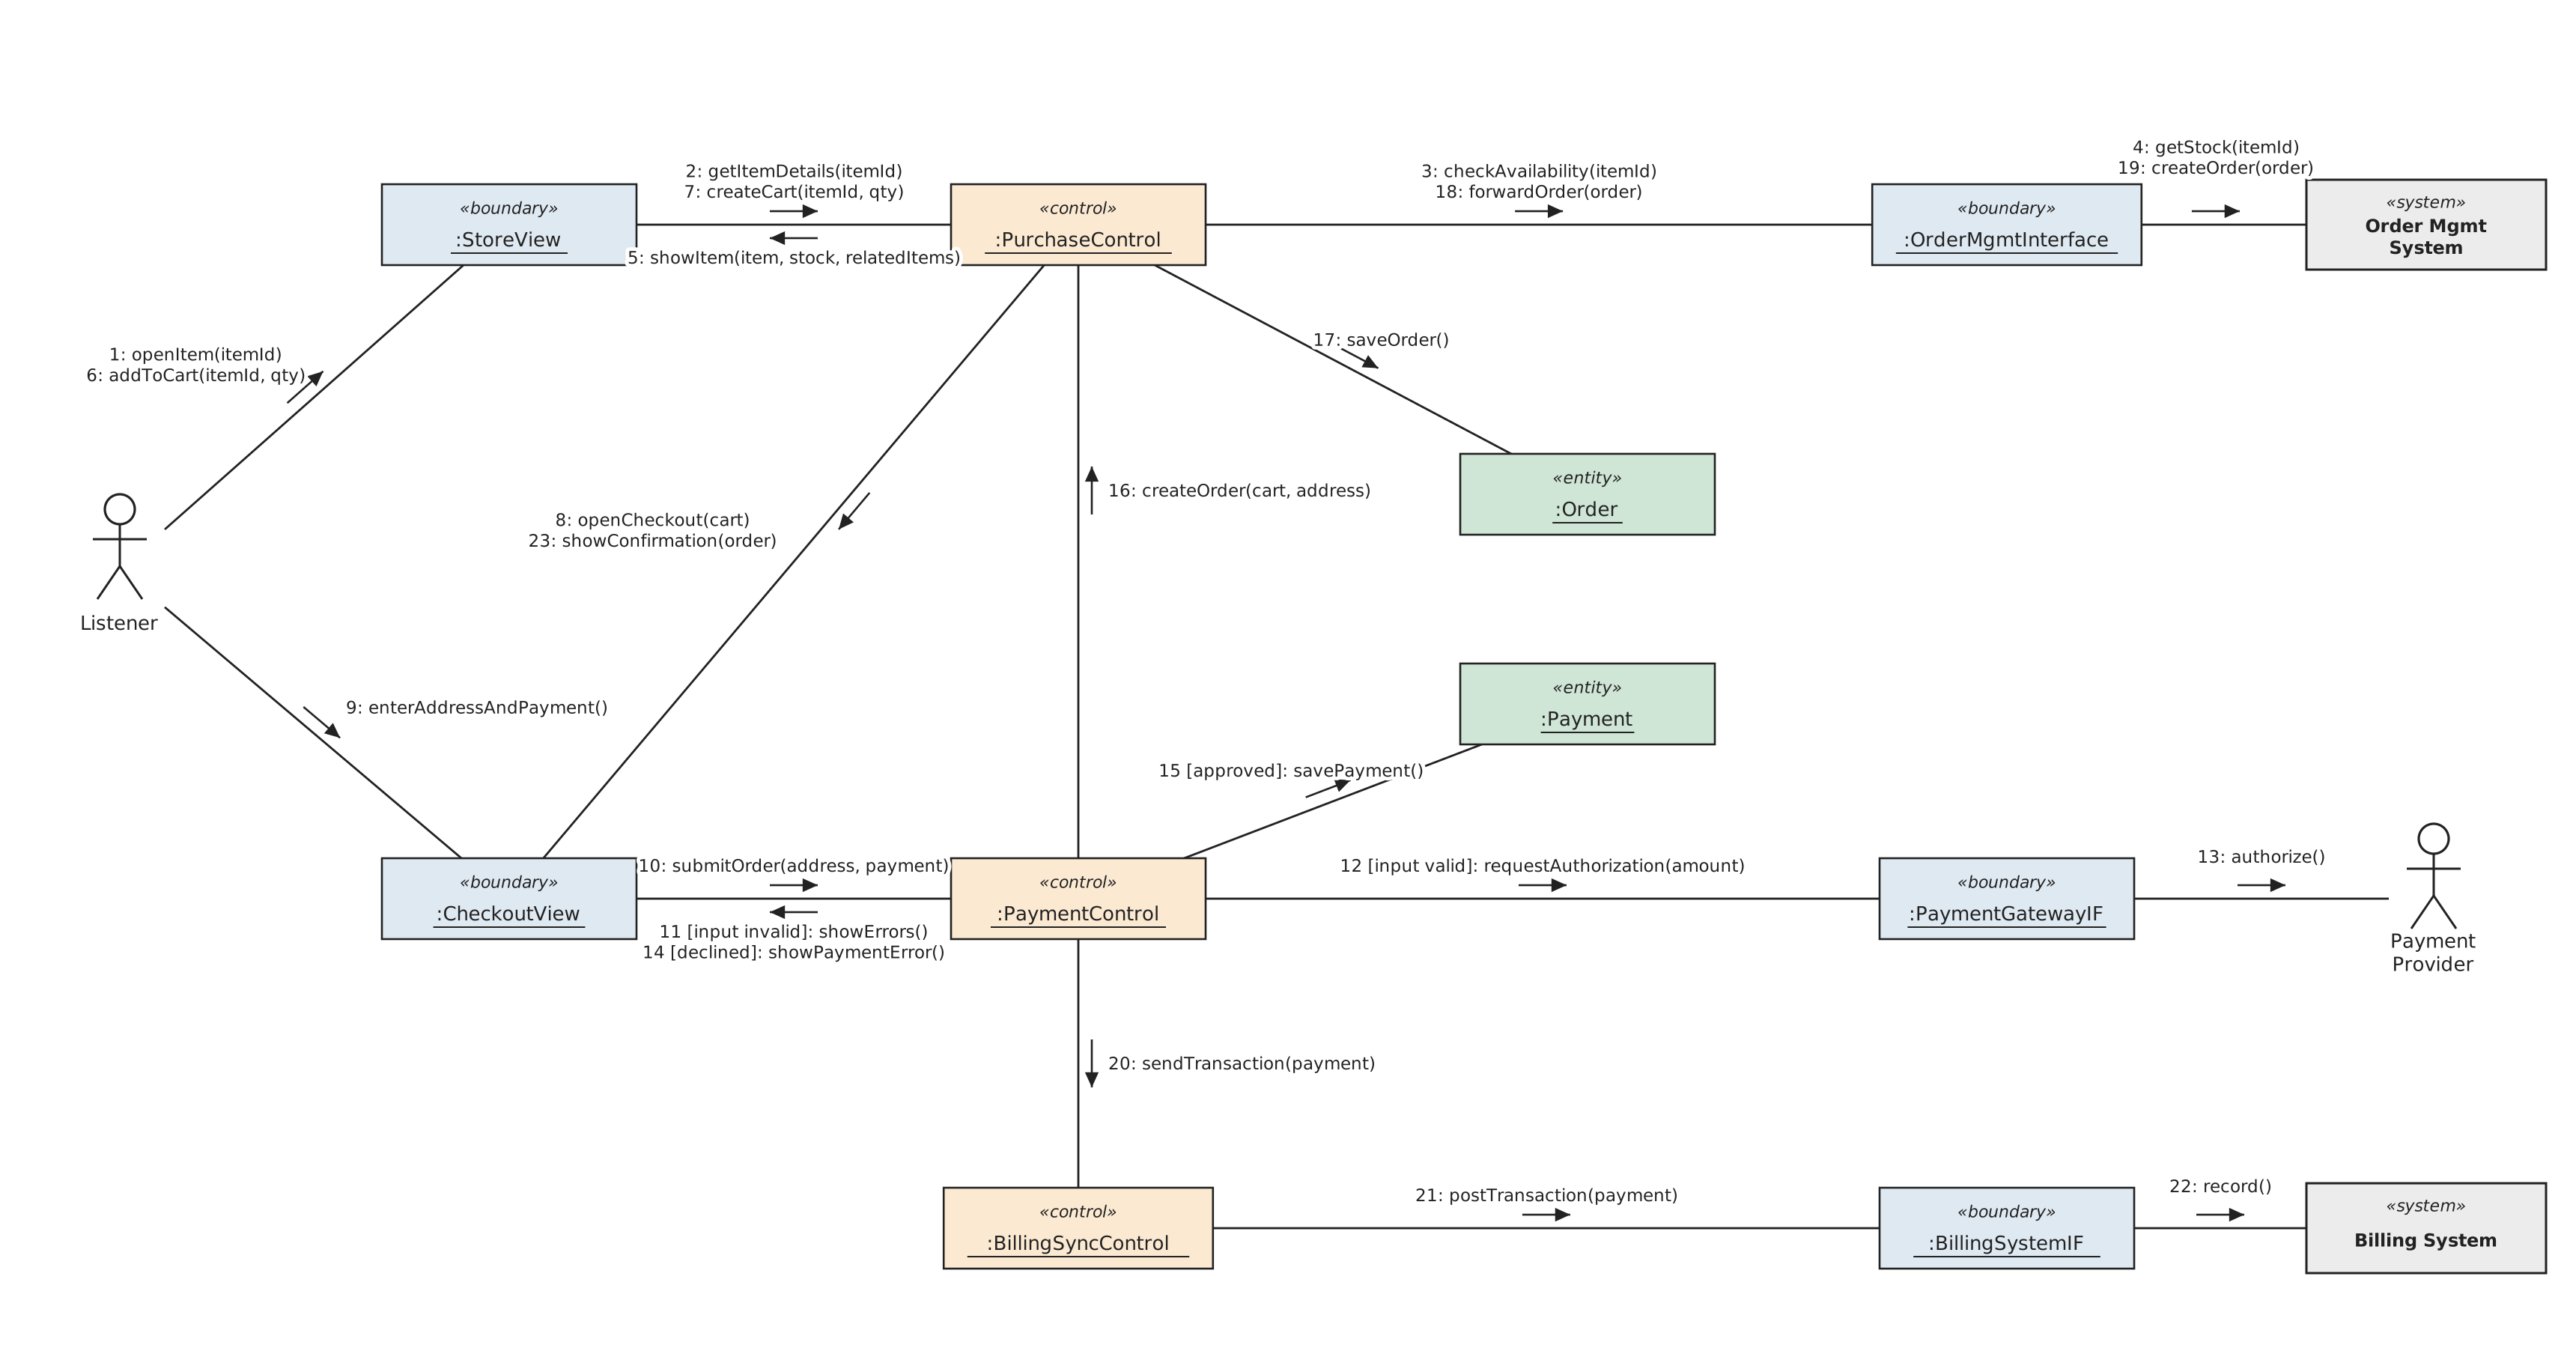 4: getStock(itemId)
19: createOrder(order)
2: getItemDetails(itemId)
7: createCart(itemId, qty)
3: checkAvailability(itemId)
18: forwardOrder(order)
«boundary»
:StoreView
«control»
:PurchaseControl
«boundary»
:OrderMgmtInterface
«system»
Order Mgmt
System
5: showItem(item, stock, relatedItems)
17: saveOrder()
1: openItem(itemId)
6: addToCart(itemId, qty)
«entity»
:Order
16: createOrder(cart, address)
8: openCheckout(cart)
23: showConfirmation(order)
Listener
«entity»
:Payment
9: enterAddressAndPayment()
15 [approved]: savePayment()
10: submitOrder(address, payment)
12 [input valid]: requestAuthorization(amount)
13: authorize()
«boundary»
:CheckoutView
«control»
:PaymentControl
«boundary»
:PaymentGatewayIF
Payment
Provider
11 [input invalid]: showErrors()
14 [declined]: showPaymentError()
20: sendTransaction(payment)
21: postTransaction(payment)
22: record()
«control»
:BillingSyncControl
«boundary»
:BillingSystemIF
«system»
Billing System